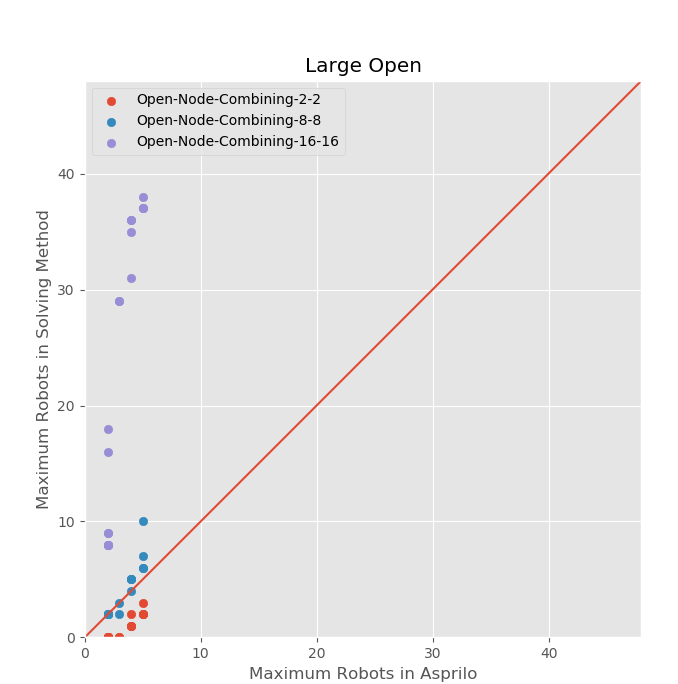 Large Open
Open-Node-Combining-2-2
Open-Node-Combining-8-8
Open-Node-Combining-16-16
40
30
20
10
0
Maximum Robots in Solving Method
0 10 20 30 40
Maximum Robots in Asprilo